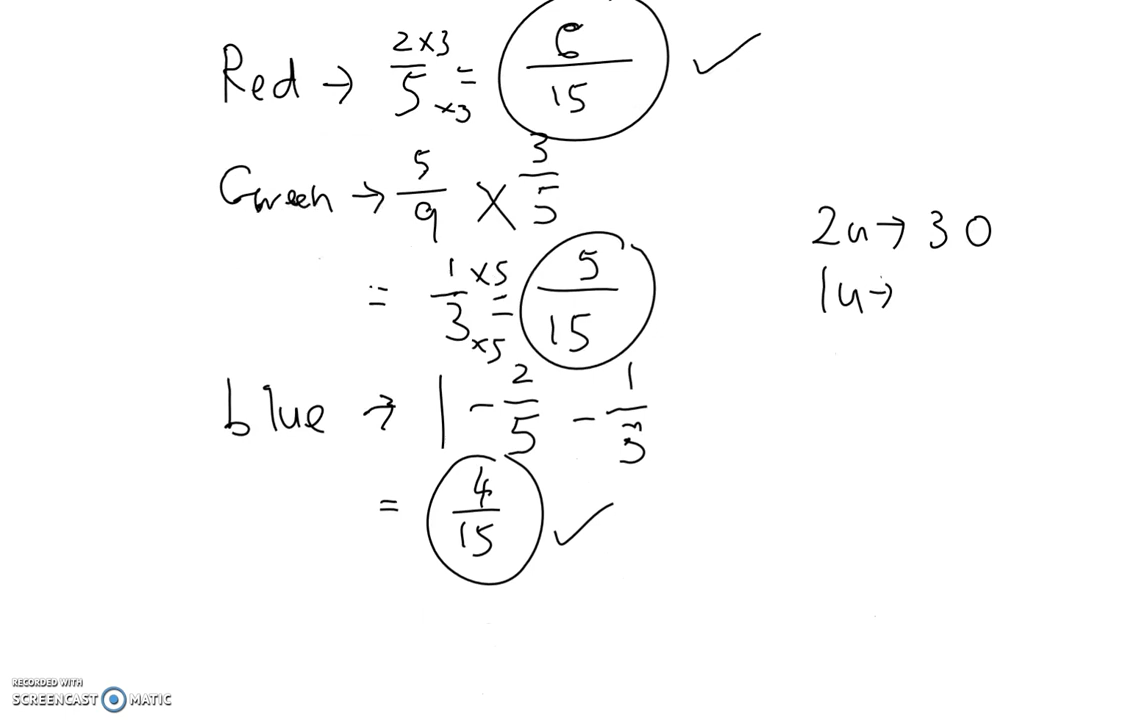 Red → 2×3/5×3 = 6/15 ✓
Green → 5/9 × 3/5
= 1×5/3×5 = 5/15
blue → 1 - 2/5 - 1/3
= 4/15 ✓
2u → 30
1u →
RECORDED WITH
SCREENCAST MATIC